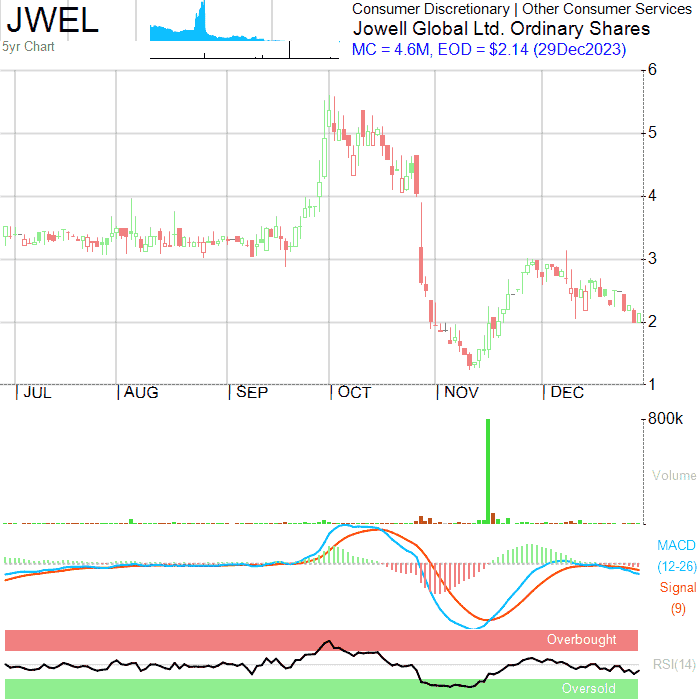 JWEL
5yr Chart
Consumer Discretionary | Other Consumer Services
Jowell Global Ltd. Ordinary Shares
MC = 4.6M, EOD = $2.14 (29Dec2023)
6
5
4
3
2
1
JUL AUG SEP OCT NOV DEC
800k
Volume
MACD
(12-26)
Signal
(9)
Overbought
RSI(14)
Oversold